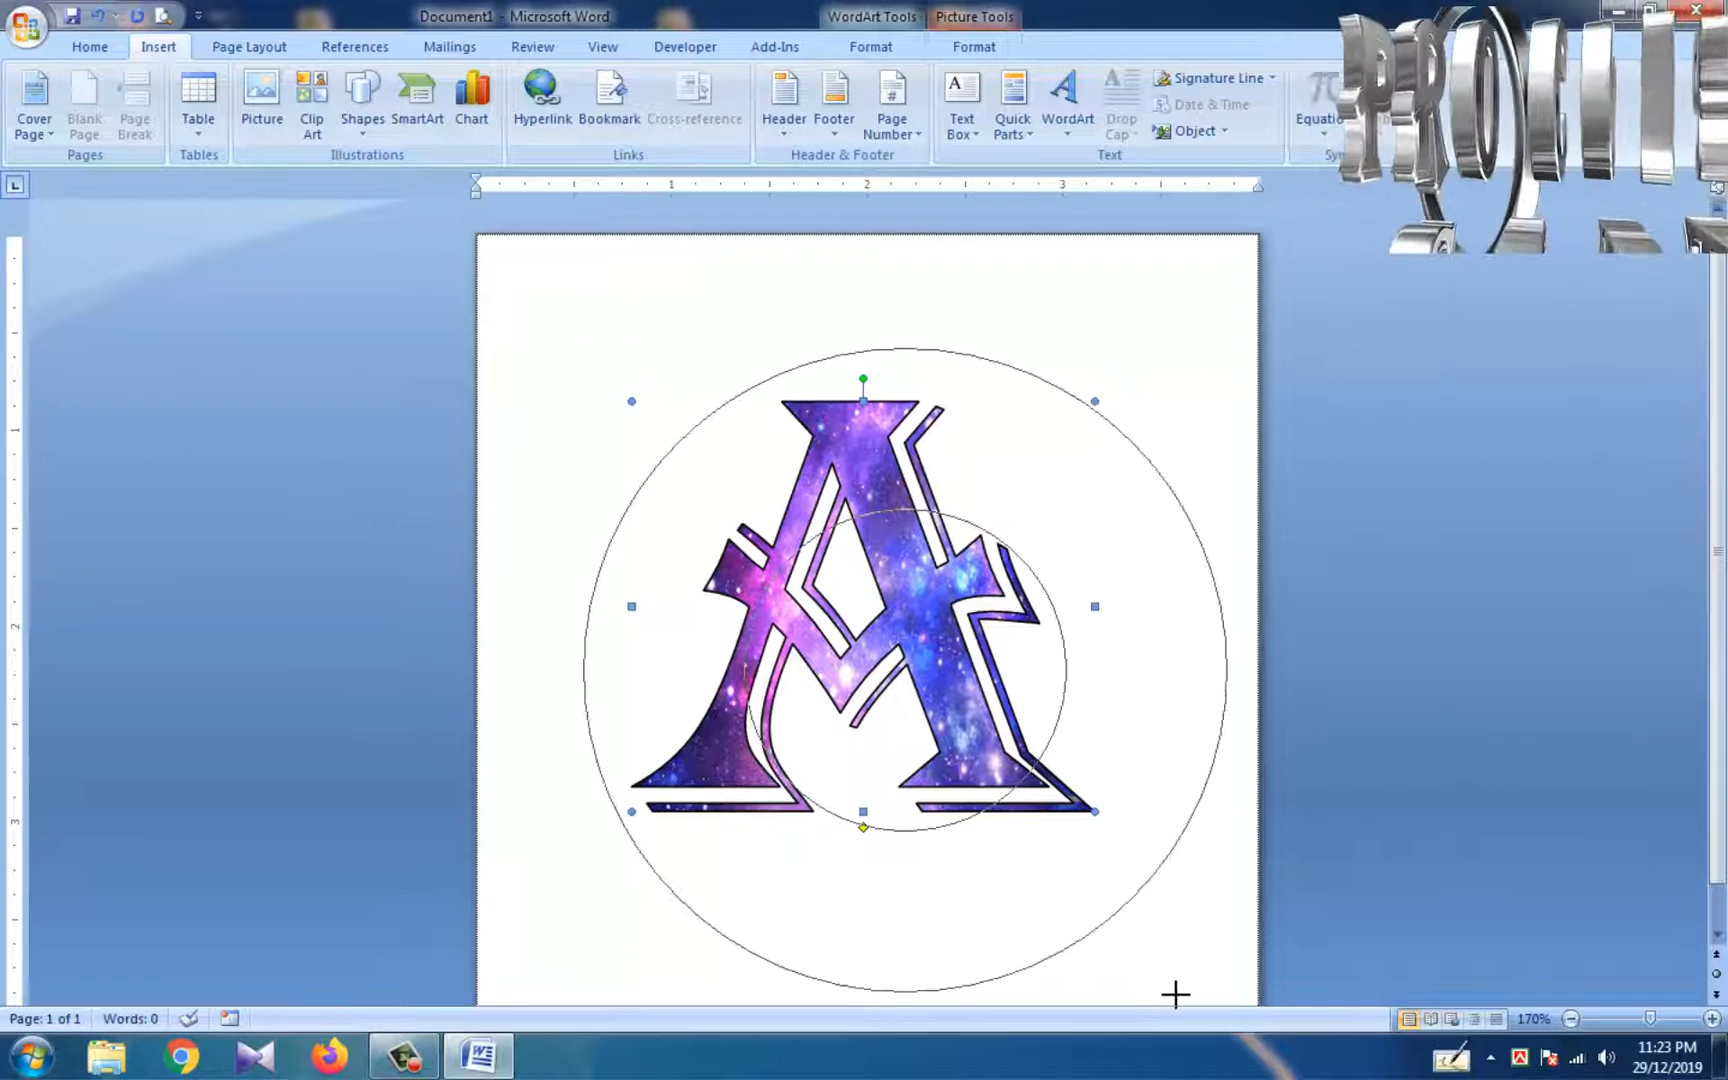 Document1 - Microsoft Word
WordArt Tools
Picture Tools
Home
Insert
Page Layout
References
Mailings
Review
View
Developer
Add-Ins
Format
Format
Cover Page
Blank Page
Page Break
Table
Picture
Clip Art
Shapes
SmartArt
Chart
Hyperlink
Bookmark
Cross-reference
Header
Footer
Page Number
Text Box
Quick Parts
WordArt
Drop Cap
Signature Line
Date & Time
Object
Pages
Tables
Illustrations
Links
Header & Footer
Text
1
2
3
1
2
3
A
Page: 1 of 1
Words: 0
170%
11:23 PM
29/12/2019